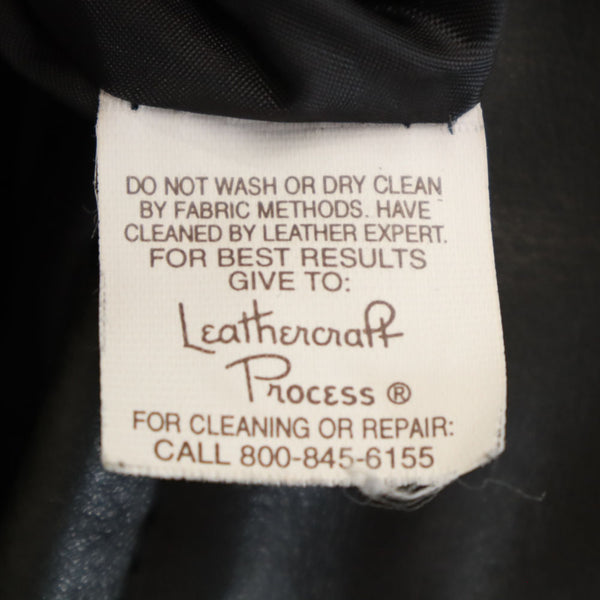 DO NOT WASH OR DRY CLEAN
BY FABRIC METHODS. HAVE
CLEANED BY LEATHER EXPERT.
FOR BEST RESULTS
GIVE TO:
Leathercraft
Process ®
FOR CLEANING OR REPAIR:
CALL 800-845-6155